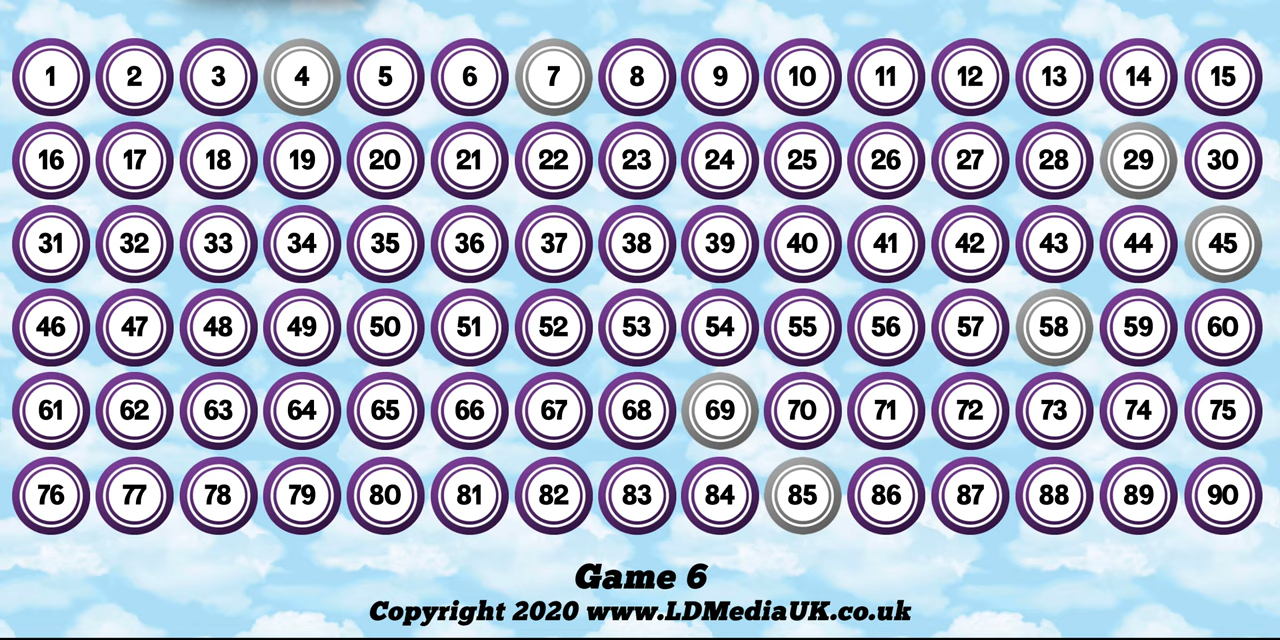 1 2 3 4 5 6 7 8 9 10 11 12 13 14 15
16 17 18 19 20 21 22 23 24 25 26 27 28 29 30
31 32 33 34 35 36 37 38 39 40 41 42 43 44 45
46 47 48 49 50 51 52 53 54 55 56 57 58 59 60
61 62 63 64 65 66 67 68 69 70 71 72 73 74 75
76 77 78 79 80 81 82 83 84 85 86 87 88 89 90
Game 6
Copyright 2020 www.LDMediaUK.co.uk